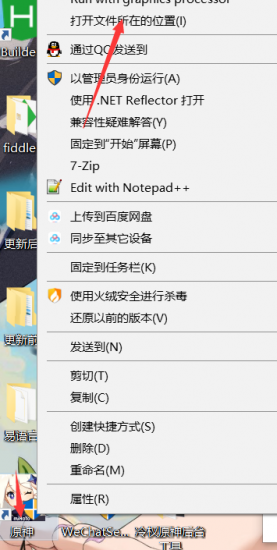 Run with graphics processor
Builde
打开文件所在的位置(I)
通过QQ发送到
以管理员身份运行(A)
使用 .NET Reflector 打开
兼容性疑难解答(Y)
fiddle
固定到"开始"屏幕(P)
7-Zip
Edit with Notepad++
上传到百度网盘
更新后
同步至其它设备
固定到任务栏(K)
使用火绒安全进行杀毒
还原以前的版本(V)
更新前
发送到(N)
剪切(T)
复制(C)
易语言
创建快捷方式(S)
删除(D)
重命名(M)
属性(R)
原神
WeChatSe...
工具